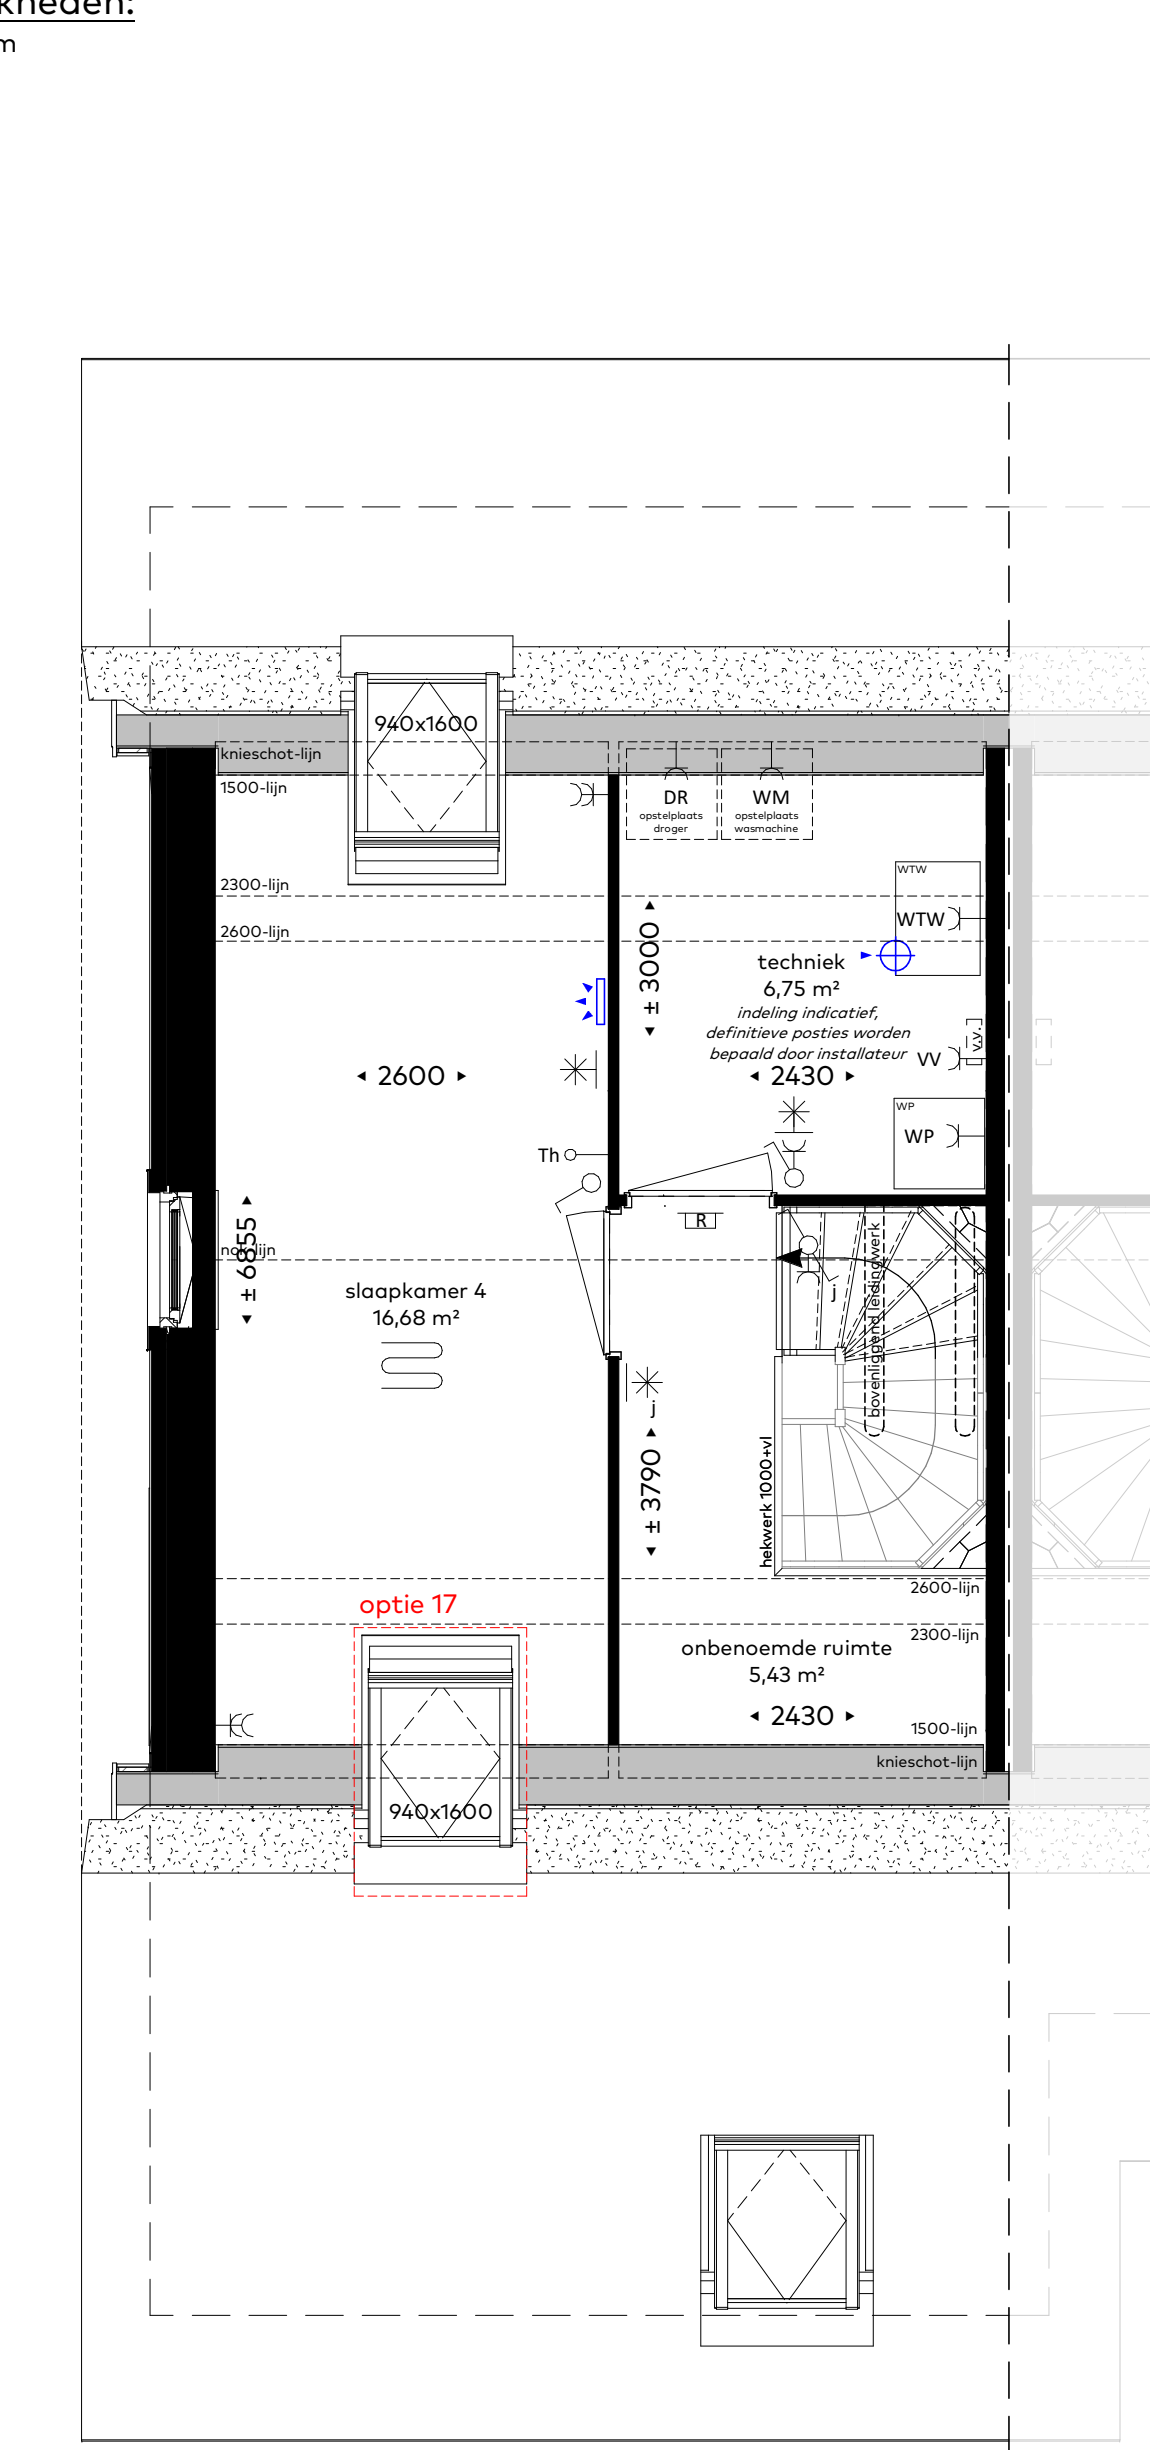 kheden:
m
940x1600
knieschot-lijn
1500-lijn
DR
opstelplaats
droger
WM
opstelplaats
wasmachine
2300-lijn
2600-lijn
WTW
WTW
± 3000
techniek
6,75 m²
indeling indicatief,
definitieve posties worden
bepaald door installateur
2600
2430
v.v.
VV
WP
WP
Th
R
± 6855
nok-lijn
slaapkamer 4
16,68 m²
j
bovenliggend leidingwerk
j
± 3790
hekwerk 1000+vl
2600-lijn
optie 17
2300-lijn
onbenoemde ruimte
5,43 m²
2430
1500-lijn
knieschot-lijn
940x1600